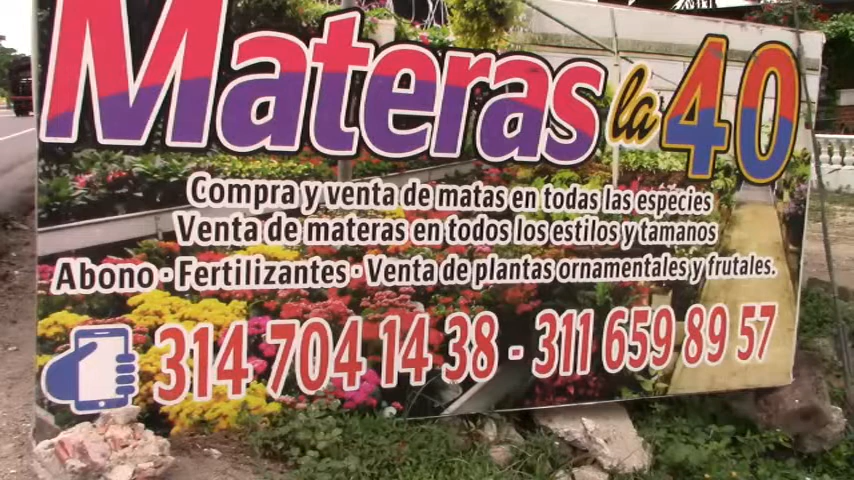 Materas la 40
Compra y venta de matas en todas las especies
Venta de materas en todos los estilos y tamanos
Abono · Fertilizantes · Venta de plantas ornamentales y frutales.
314 704 14 38 - 311 659 89 57